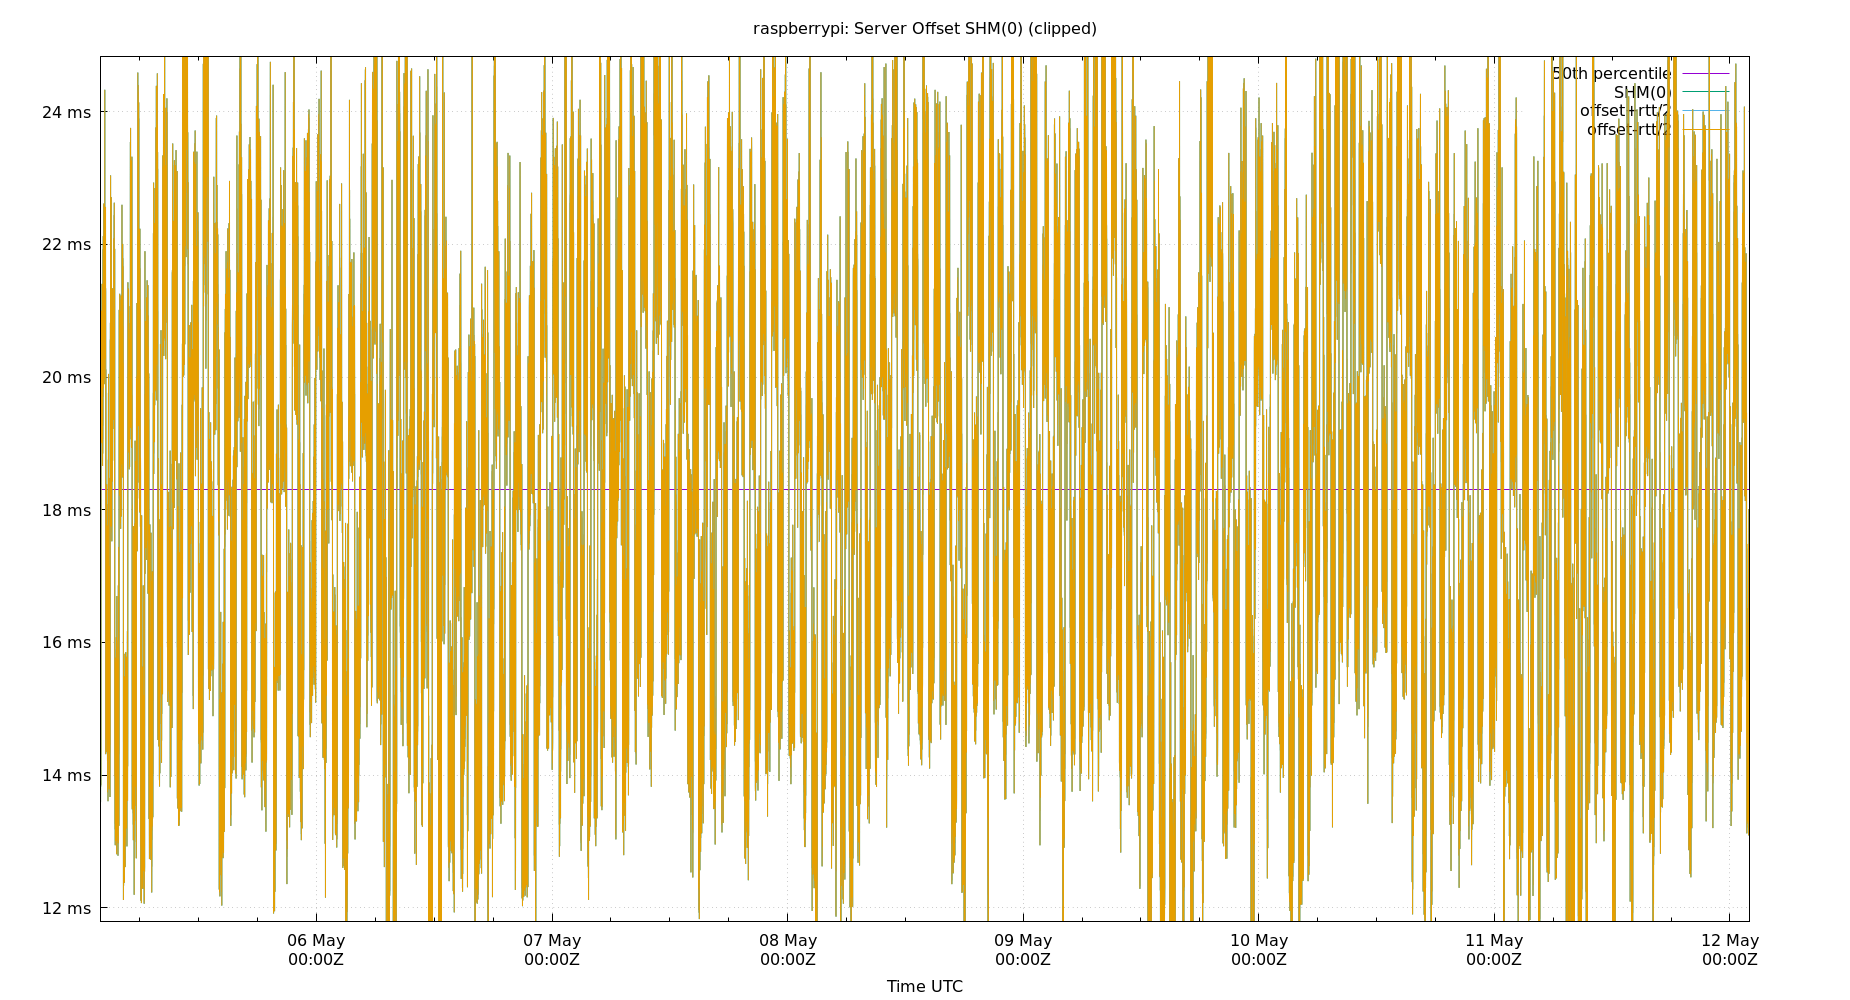 raspberrypi: Server Offset SHM(0) (clipped)
50th percentile
SHM(0)
offset+rtt/2
offset-rtt/2
24 ms
22 ms
20 ms
18 ms
16 ms
14 ms
12 ms
06 May 07 May 08 May 09 May 10 May 11 May 12 May
00:00Z 00:00Z 00:00Z 00:00Z 00:00Z 00:00Z 00:00Z
Time UTC